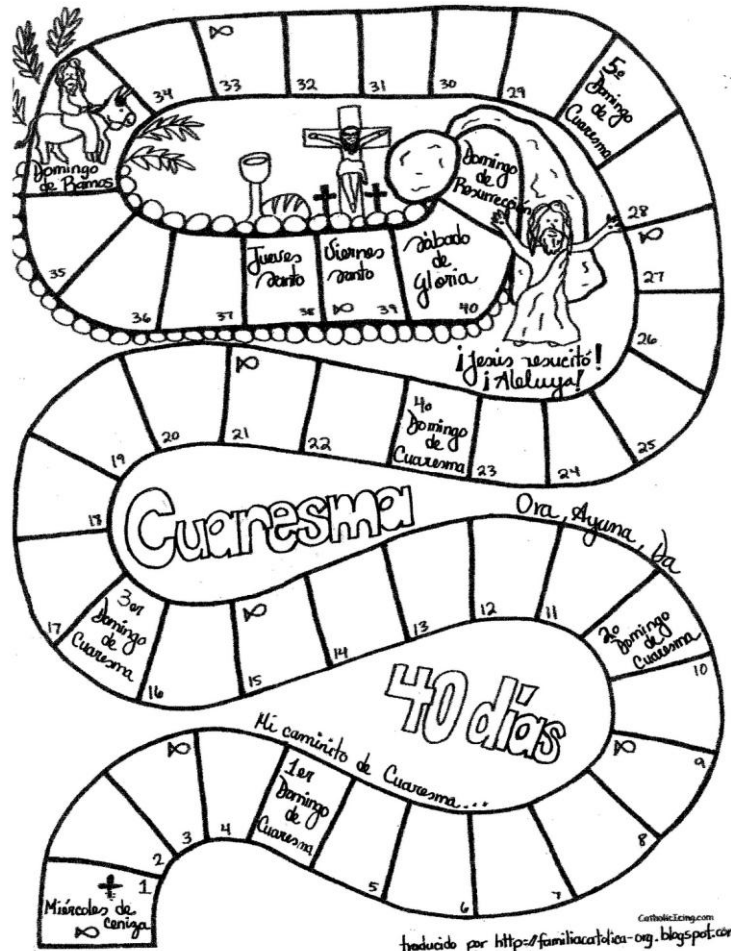 34
33
32
31
30
29
5º
Domingo
de
Cuaresma
28
27
26
25
Domingo
de Ramos
Domingo
de
Resurrección
35
36
37
Jueves
Santo
38
Viernes
Santo
39
Sábado
de
Gloria
40
¡Jesús resucitó!
¡Aleluya!
19
20
21
22
4º
Domingo
de
Cuaresma
23
24
18
17
Cuaresma
Ora, Ayuna, Da
3er
Domingo
de
Cuaresma
16
15
14
13
12
11
2º
Domingo
de
Cuaresma
10
9
8
7
6
5
40 días
Mi caminito de Cuaresma...
1er
Domingo
de
Cuaresma
4
3
2
1
Miércoles de
ceniza
CatholicIcing.com
traducido por http://familiacatolica-org.blogspot.com